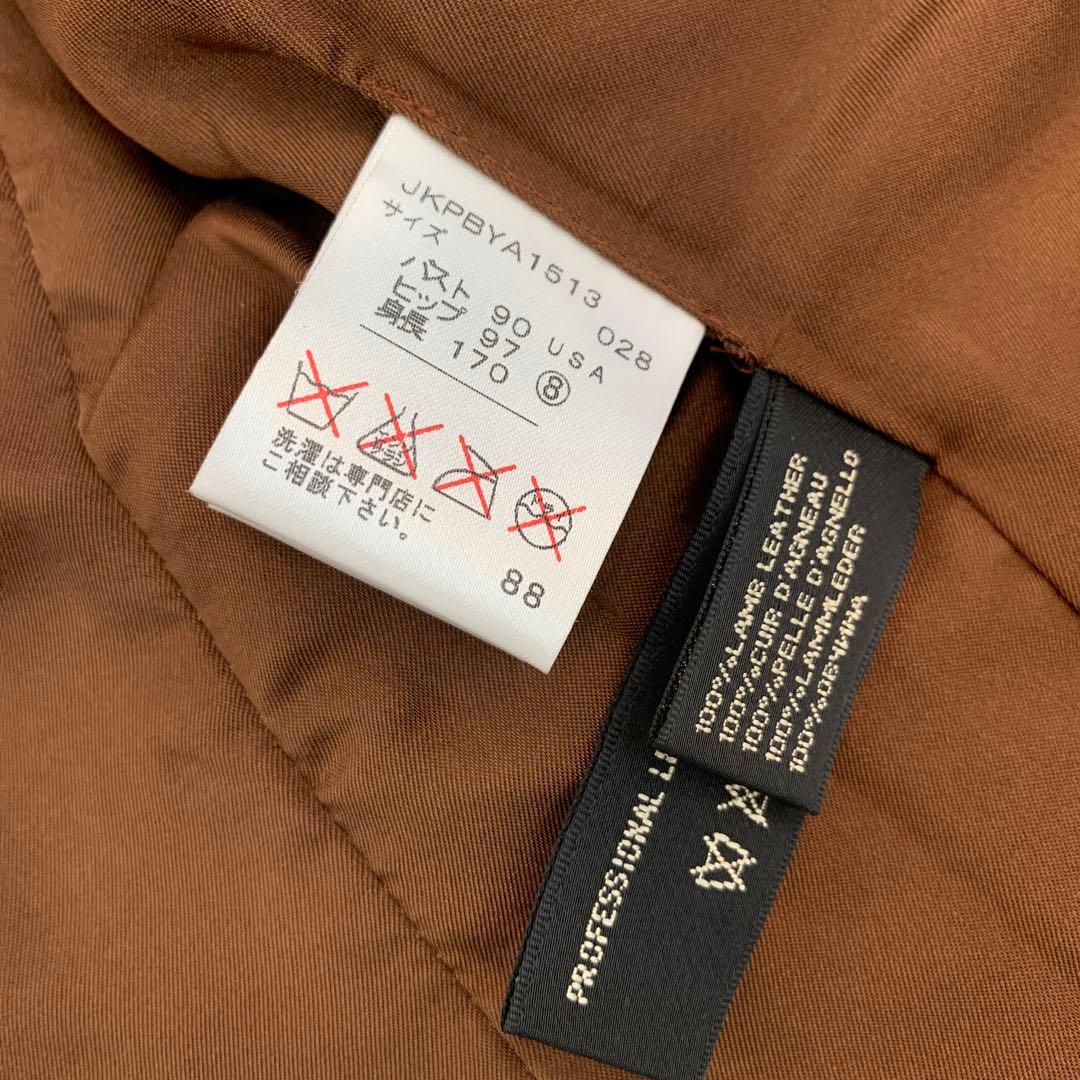 JKPBYA1513 028
サイズ
バスト 90 USA
ヒップ 97
身長 170 ⑧
洗濯は専門店に
ご相談下さい。
88
100%LAMB LEATHER
100%CUIR D'AGNEAU
100%PELLE D'AGNELLO
100%LAMMLEDER
PROFESSIONAL